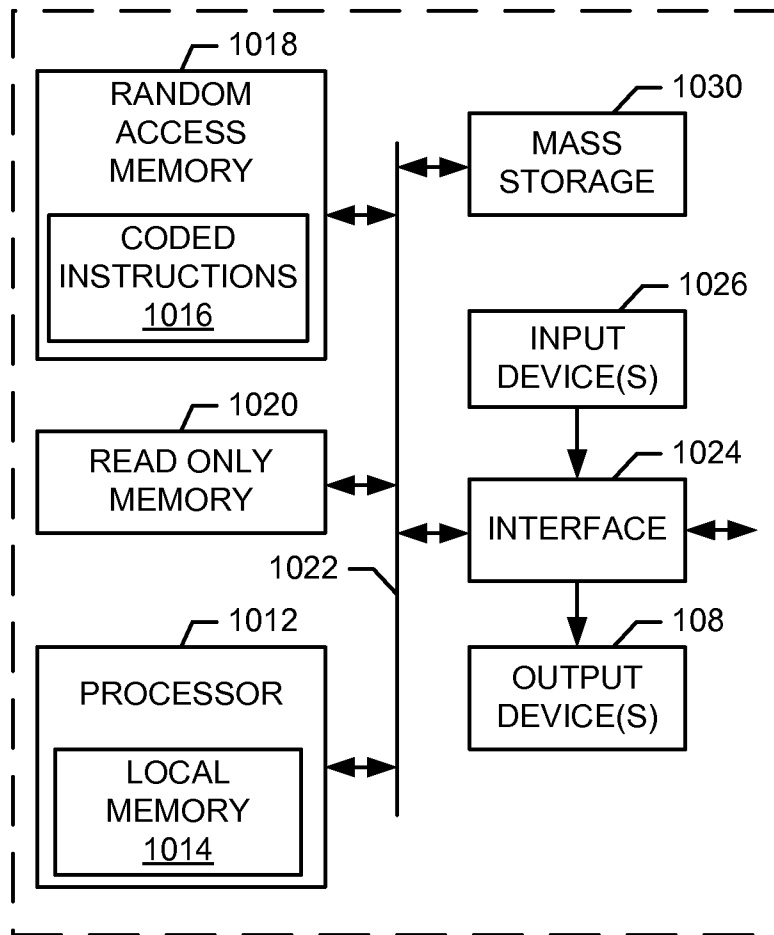 1018
RANDOM
ACCESS
MEMORY
CODED
INSTRUCTIONS
1016
1020
READ ONLY
MEMORY
1022
1012
PROCESSOR
LOCAL
MEMORY
1014
1030
MASS
STORAGE
1026
INPUT
DEVICE(S)
1024
INTERFACE
108
OUTPUT
DEVICE(S)